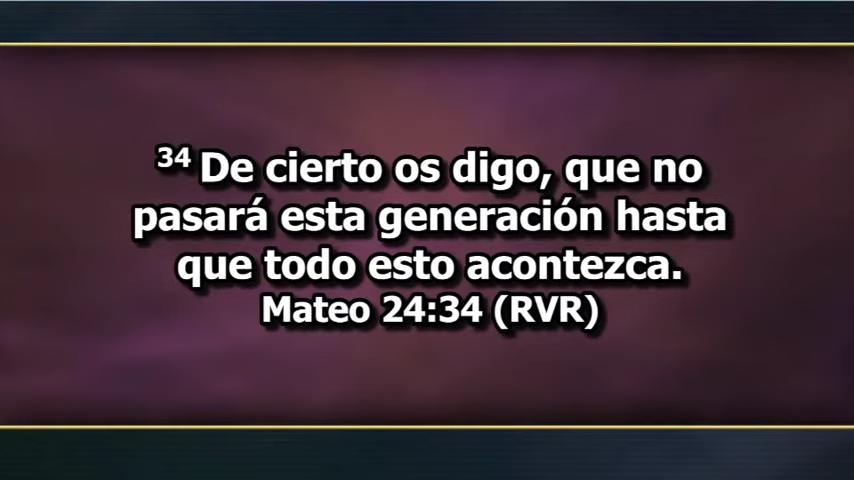 34 De cierto os digo, que no
pasará esta generación hasta
que todo esto acontezca.
Mateo 24:34 (RVR)